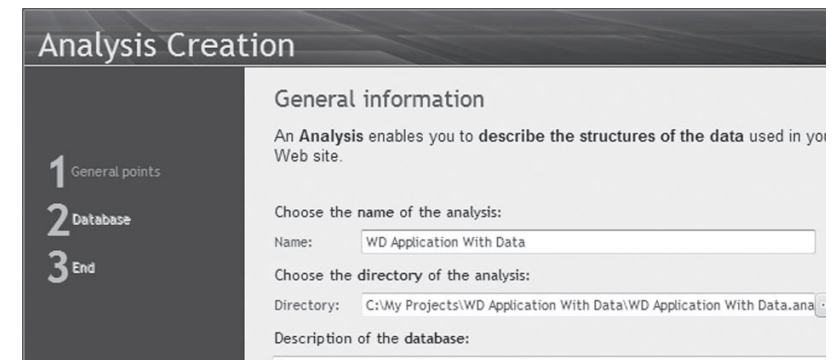 Analysis Creation
General information
An Analysis enables you to describe the structures of the data used in
Web site.
1 General points
2 Database
3 End
Choose the name of the analysis:
Name: WD Application With Data
Choose the directory of the analysis:
Directory: C:\My Projects\WD Application With Data\WD Application With Data.ana
Description of the database: